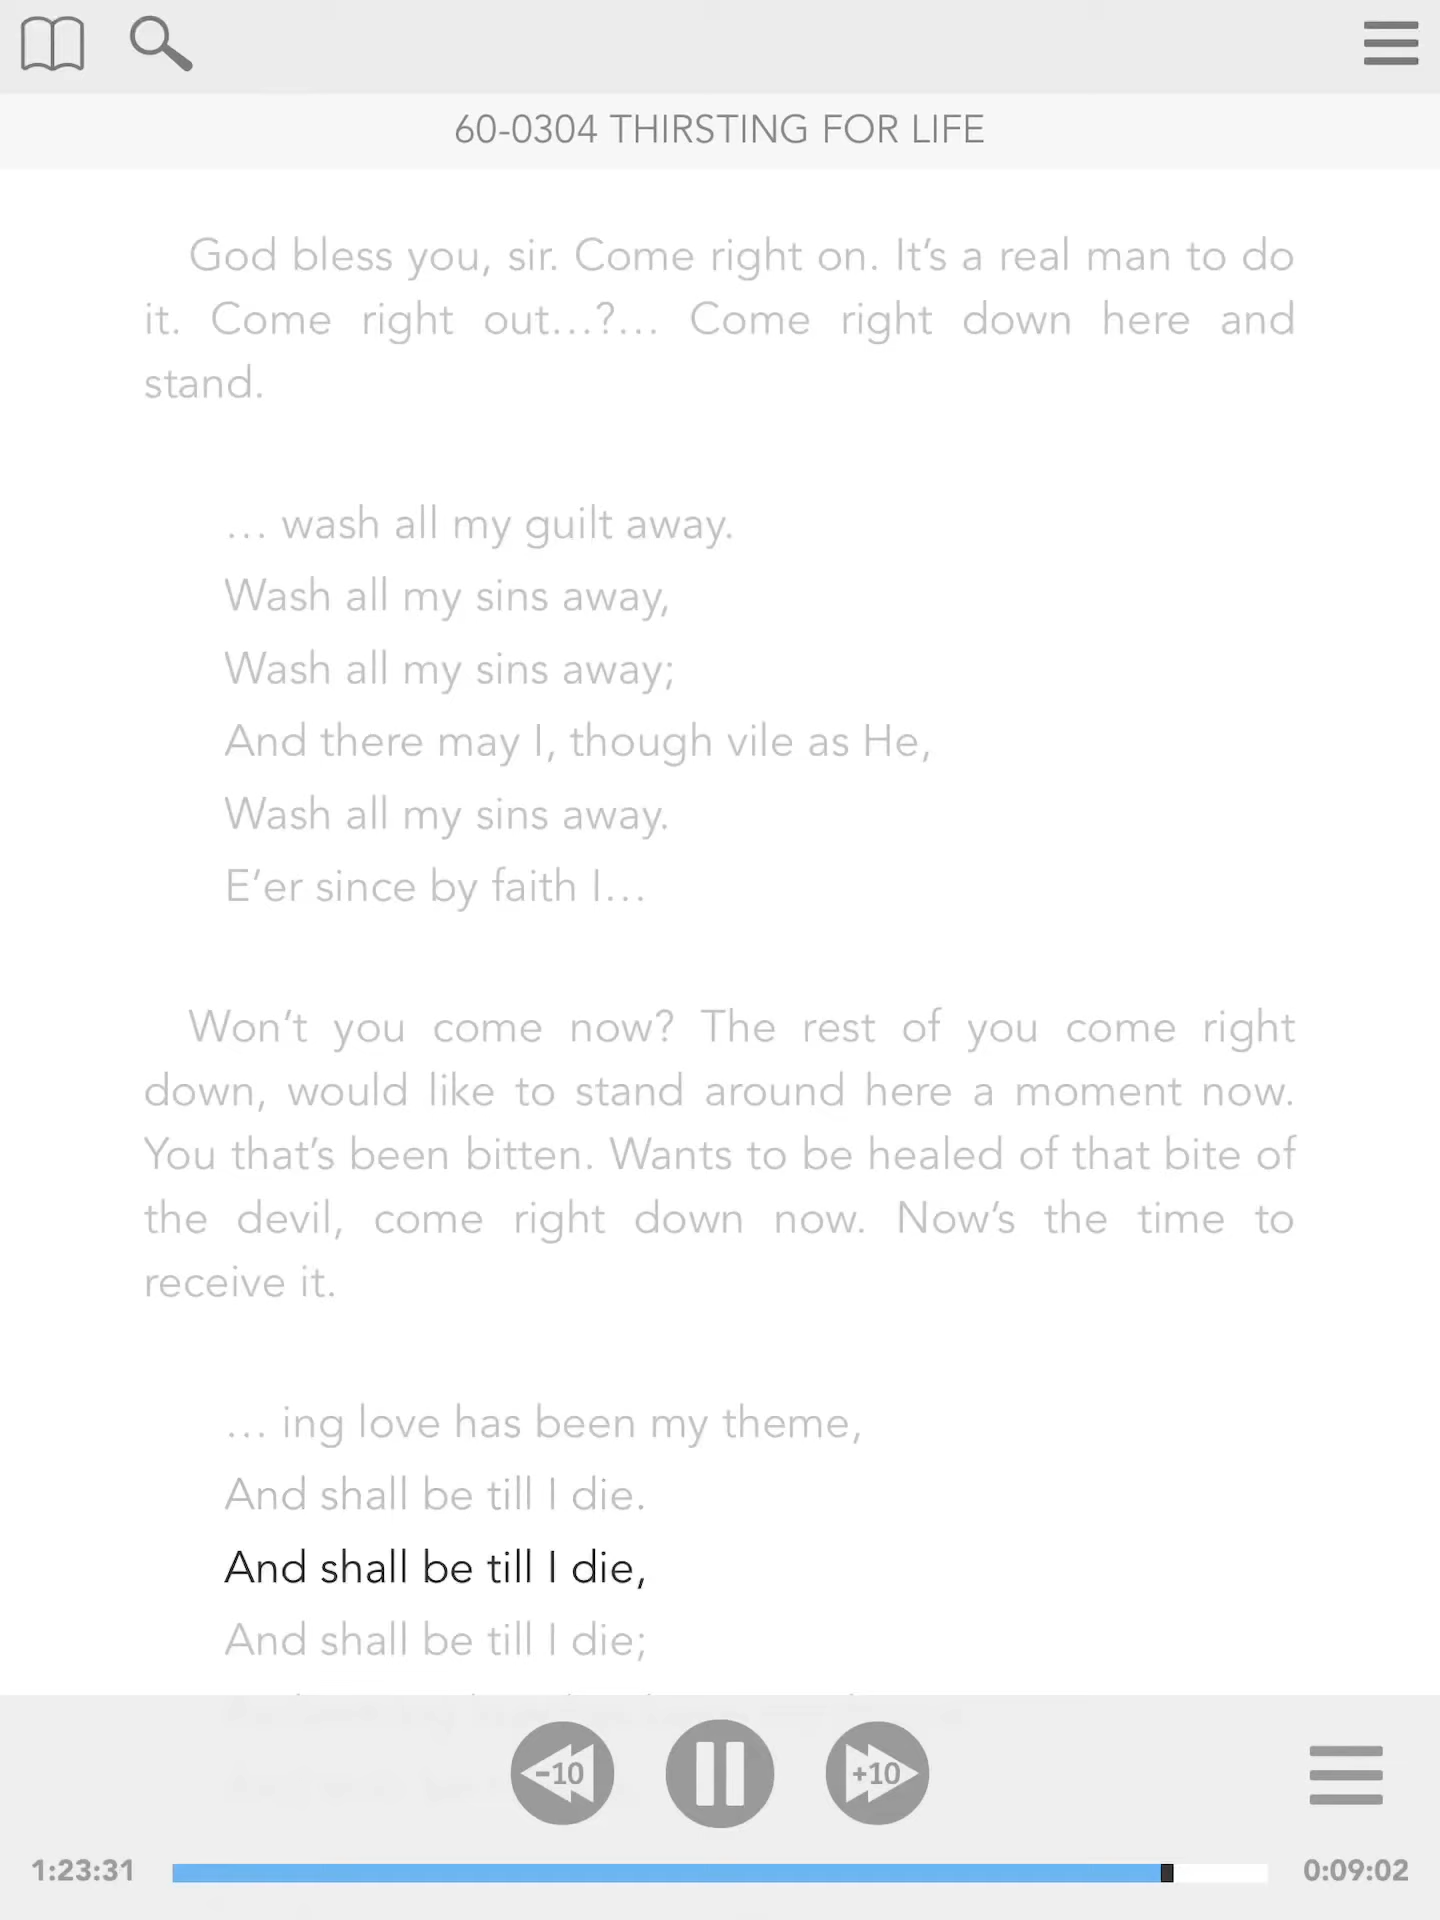 60-0304 THIRSTING FOR LIFE
God bless you, sir. Come right on. It's a real man to do
it. Come right out…?… Come right down here and
stand.
… wash all my guilt away.
Wash all my sins away,
Wash all my sins away;
And there may I, though vile as He,
Wash all my sins away.
E'er since by faith I…
Won't you come now? The rest of you come right
down, would like to stand around here a moment now.
You that's been bitten. Wants to be healed of that bite of
the devil, come right down now. Now's the time to
receive it.
… ing love has been my theme,
And shall be till I die.
And shall be till I die,
And shall be till I die;
-10 +10
1:23:31 0:09:02